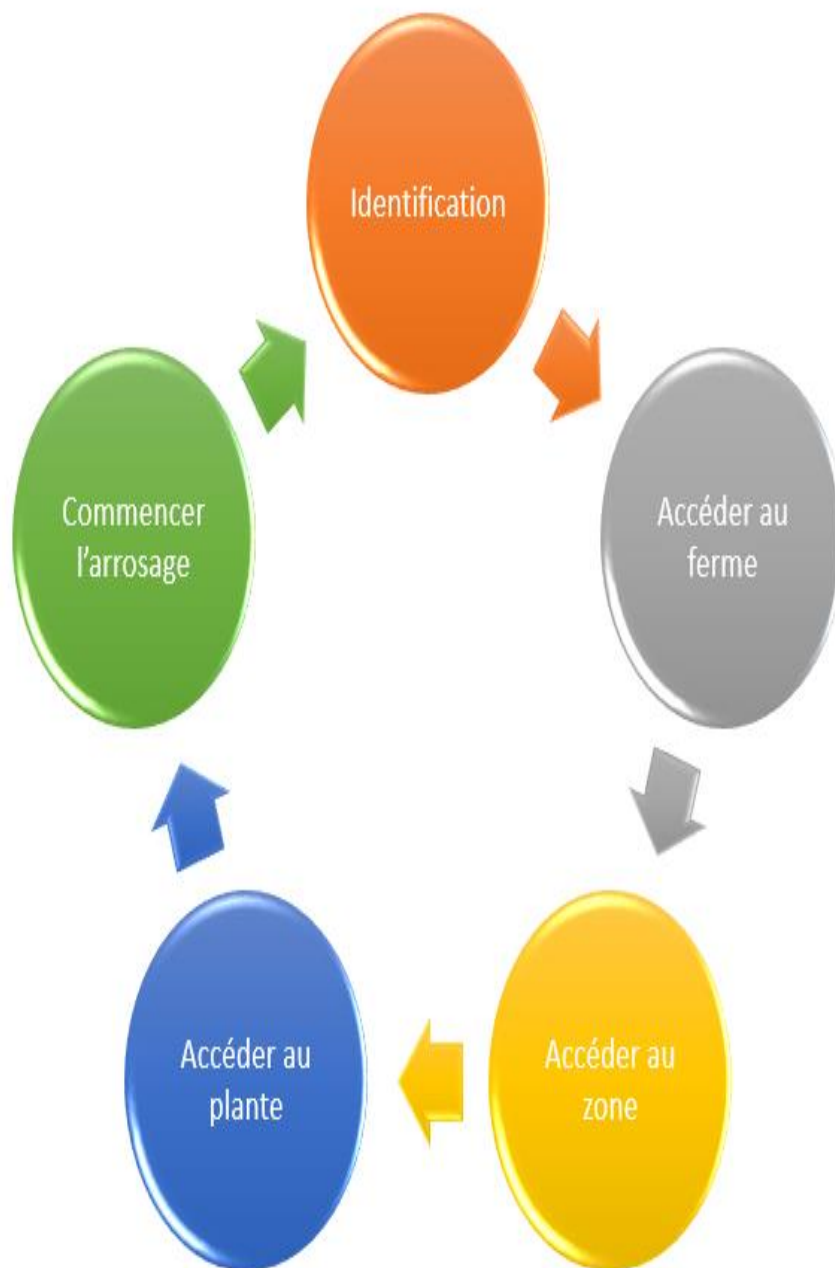 Identification
Accéder au
ferme
Accéder au
zone
Accéder au
plante
Commencer
l’arrosage